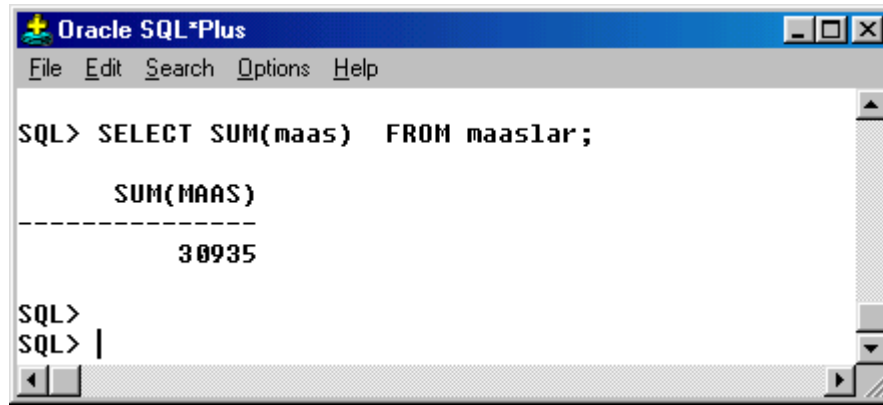 Oracle SQL*Plus
File Edit Search Options Help
SQL> SELECT SUM(maas)  FROM maaslar;
SUM(MAAS)
---------------
30935
SQL>
SQL>